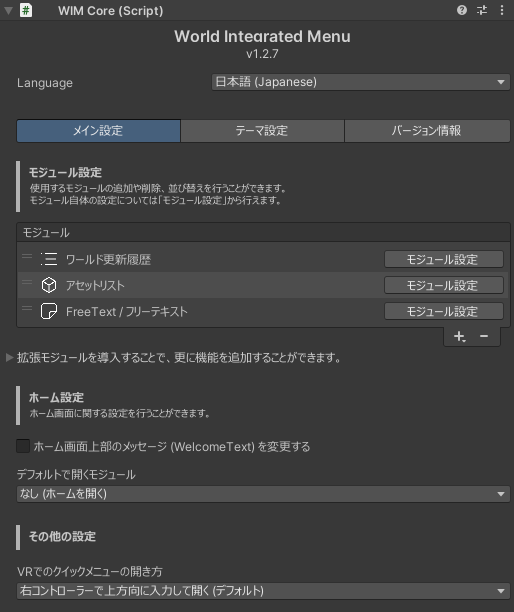 WIM Core (Script)
World Integrated Menu
v1.2.7
Language
日本語 (Japanese)
メイン設定
テーマ設定
バージョン情報
モジュール設定
使用するモジュールの追加や削除、並び替えを行うことができます。
モジュール自体の設定については「モジュール設定」から行えます。
モジュール
ワールド更新履歴
モジュール設定
アセットリスト
モジュール設定
FreeText / フリーテキスト
モジュール設定
拡張モジュールを導入することで、更に機能を追加することができます。
ホーム設定
ホーム画面に関する設定を行うことができます。
ホーム画面上部のメッセージ (WelcomeText) を変更する
デフォルトで開くモジュール
なし (ホームを開く)
その他の設定
VRでのクイックメニューの開き方
右コントローラーで上方向に入力して開く (デフォルト)